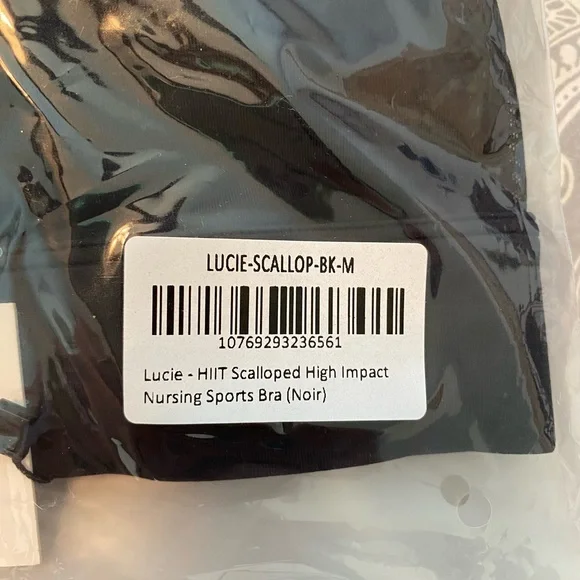 LUCIE-SCALLOP-BK-M
10769293236561
Lucie - HIIT Scalloped High Impact
Nursing Sports Bra (Noir)